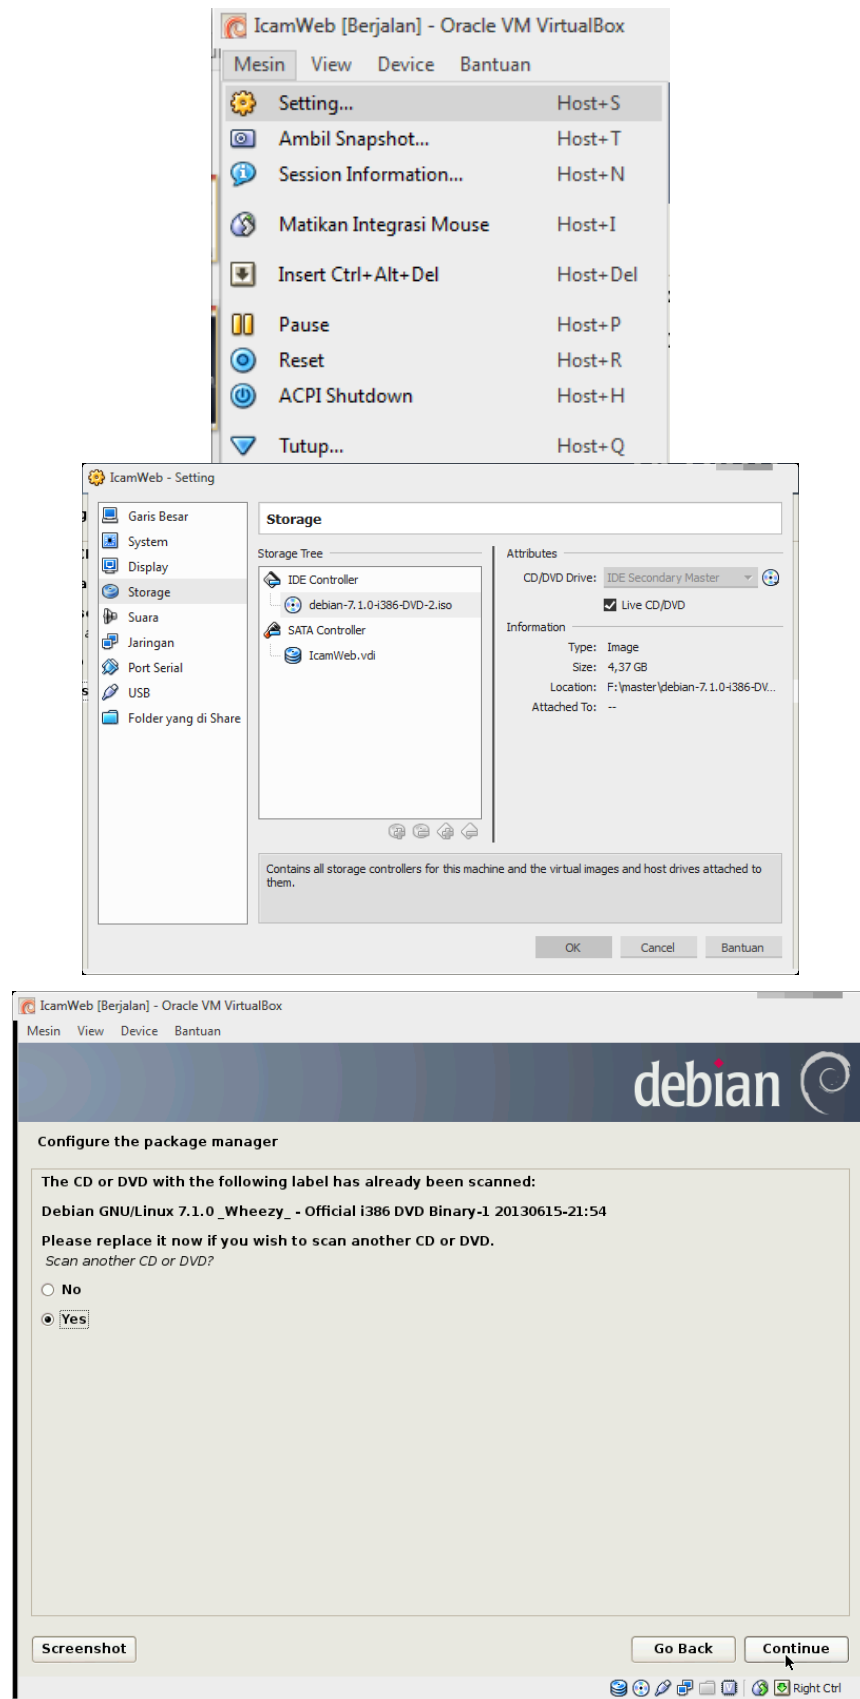 IcamWeb [Berjalan] - Oracle VM VirtualBox
Mesin View Device Bantuan
Setting... Host+S
Ambil Snapshot... Host+T
Session Information... Host+N
Matikan Integrasi Mouse Host+I
Insert Ctrl+Alt+Del Host+Del
Pause Host+P
Reset Host+R
ACPI Shutdown Host+H
Tutup... Host+Q
IcamWeb - Setting
Garis Besar
System
Display
Storage
Suara
Jaringan
Port Serial
USB
Folder yang di Share
Storage
Storage Tree
IDE Controller
debian-7.1.0-i386-DVD-2.iso
SATA Controller
IcamWeb.vdi
Attributes
CD/DVD Drive: IDE Secondary Master
Live CD/DVD
Information
Type: Image
Size: 4,37 GB
Location: F:\master\debian-7.1.0-i386-DV...
Attached To: --
Contains all storage controllers for this machine and the virtual images and host drives attached to
them.
OK Cancel Bantuan
IcamWeb [Berjalan] - Oracle VM VirtualBox
Mesin View Device Bantuan
debian
Configure the package manager
The CD or DVD with the following label has already been scanned:
Debian GNU/Linux 7.1.0 _Wheezy_ - Official i386 DVD Binary-1 20130615-21:54
Please replace it now if you wish to scan another CD or DVD.
Scan another CD or DVD?
No
Yes
Screenshot Go Back Continue
Right Ctrl